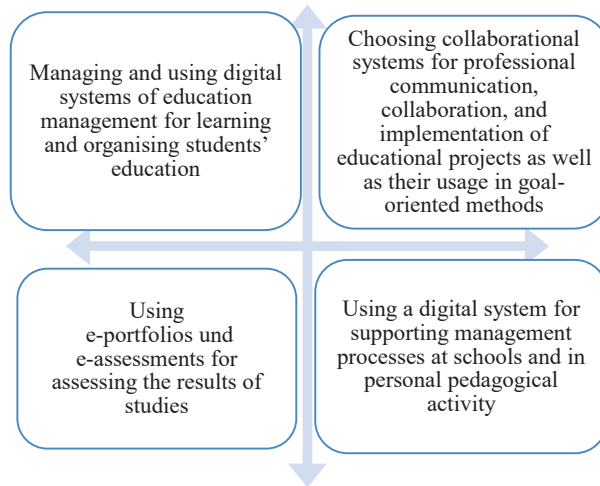 Managing and using digital
systems of education
management for learning
and organising students’
education
Choosing collaborational
systems for professional
communication,
collaboration, and
implementation of
educational projects as well
as their usage in goal-
oriented methods
Using
e-portfolios und
e-assessments for
assessing the results of
studies
Using a digital system for
supporting management
processes at schools and in
personal pedagogical
activity